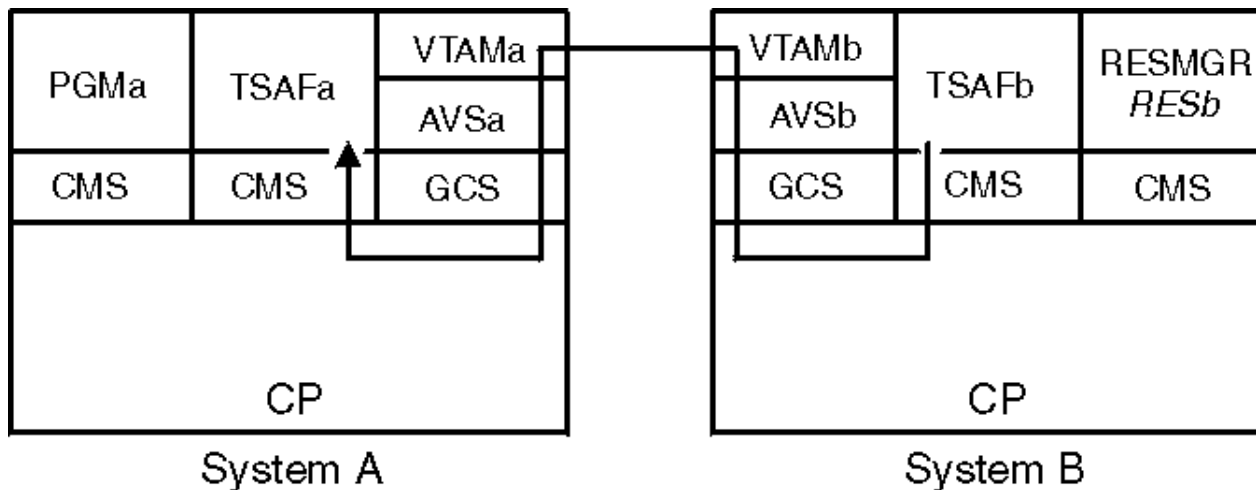 PGMa
TSAFa
VTAMa
AVSa
CMS
CMS
GCS
CP
System A
VTAMb
AVSb
TSAFb
RESMGR
RESb
GCS
CMS
CMS
CP
System B